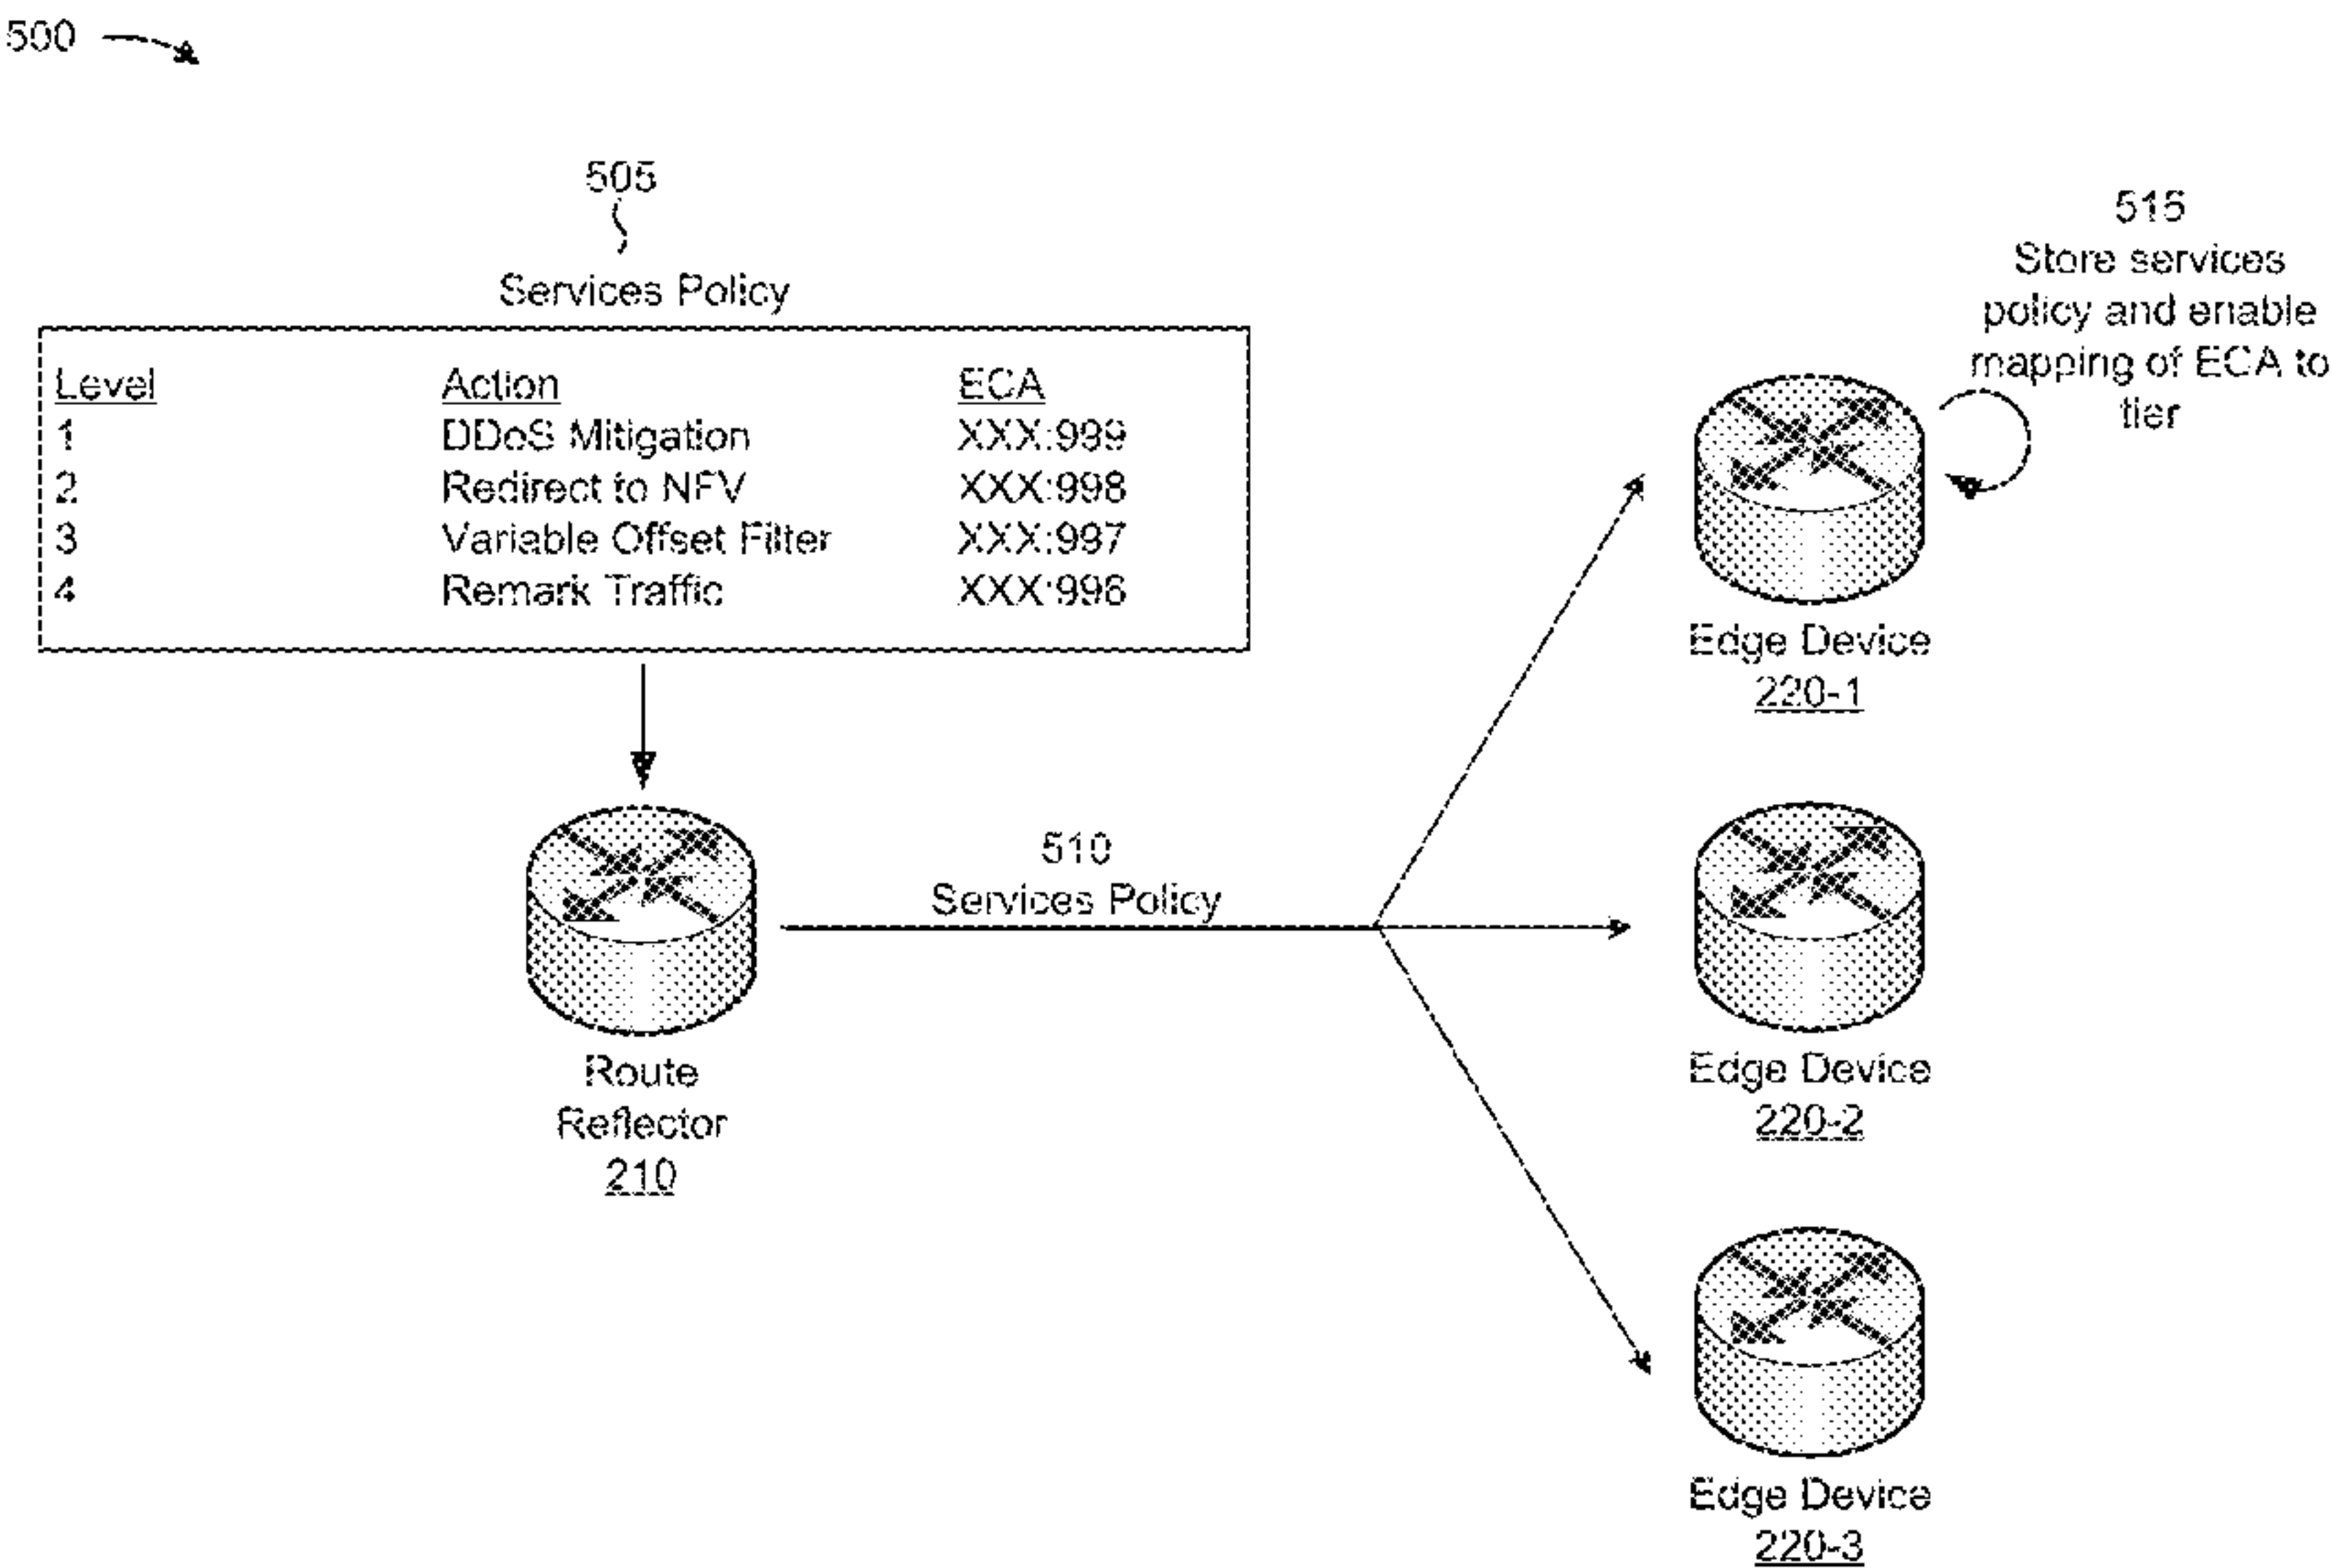 500
505
Services Policy
Level Action ECA
1 DDoS Mitigation XXX:999
2 Redirect to NFV XXX:998
3 Variable Offset Filter XXX:997
4 Remark Traffic XXX:996
515
Store services
policy and enable
mapping of ECA to
tier
Edge Device
220-1
510
Services Policy
Route
Reflector
210
Edge Device
220-2
Edge Device
220-3